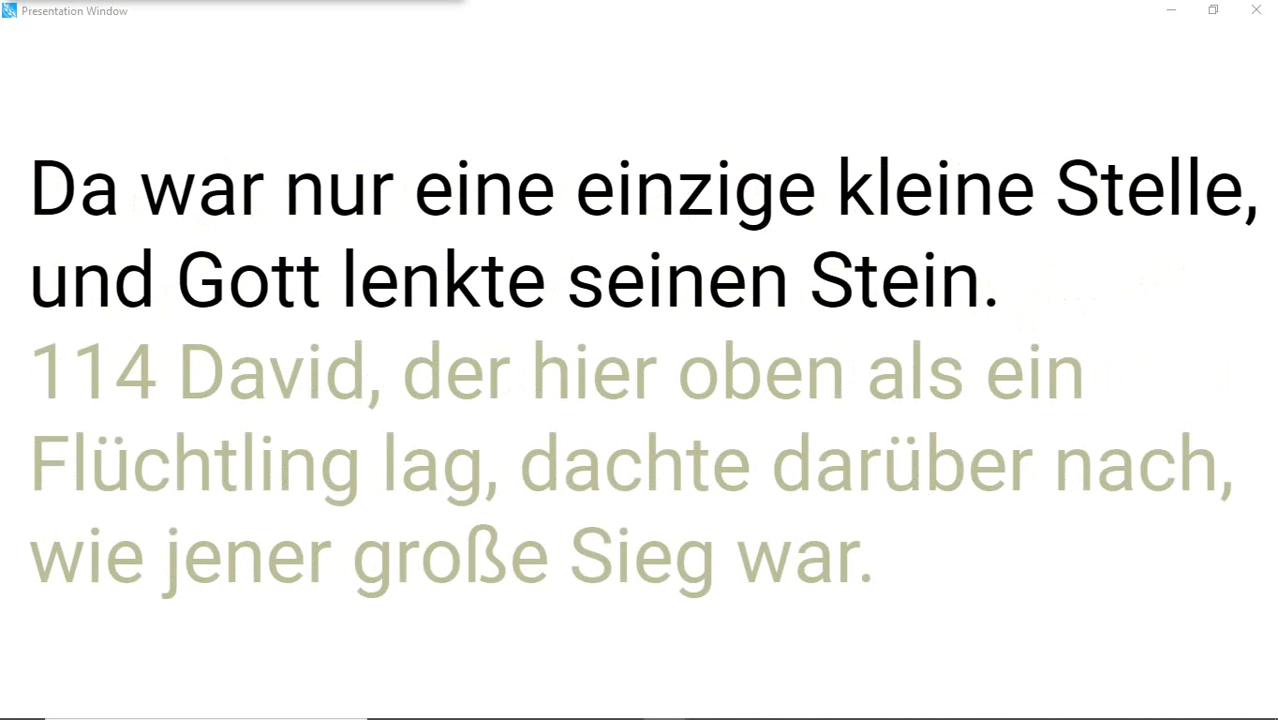 Presentation Window
Da war nur eine einzige kleine Stelle,
und Gott lenkte seinen Stein.
114 David, der hier oben als ein
Flüchtling lag, dachte darüber nach,
wie jener große Sieg war.